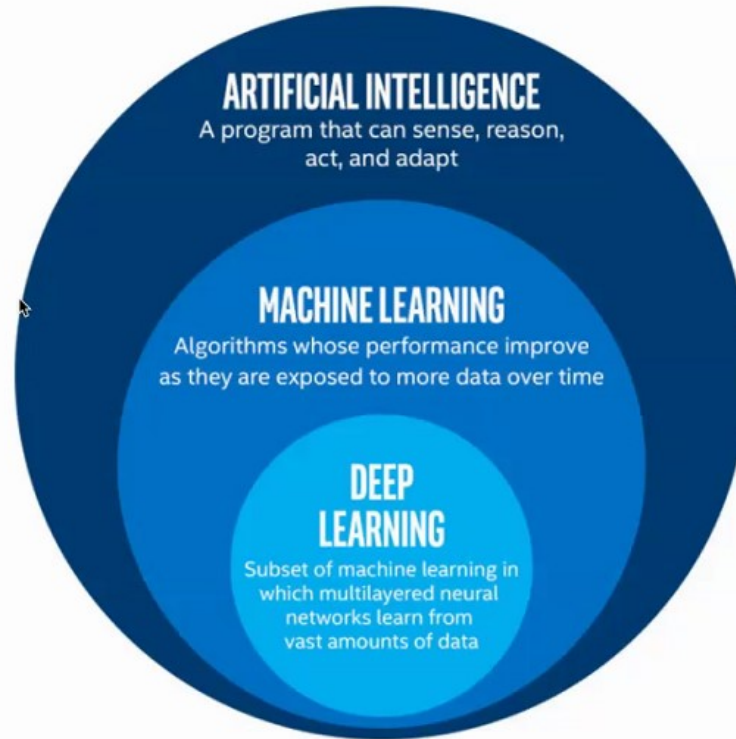 ARTIFICIAL INTELLIGENCE
A program that can sense, reason,
act, and adapt
MACHINE LEARNING
Algorithms whose performance improve
as they are exposed to more data over time
DEEP
LEARNING
Subset of machine learning in
which multilayered neural
networks learn from
vast amounts of data